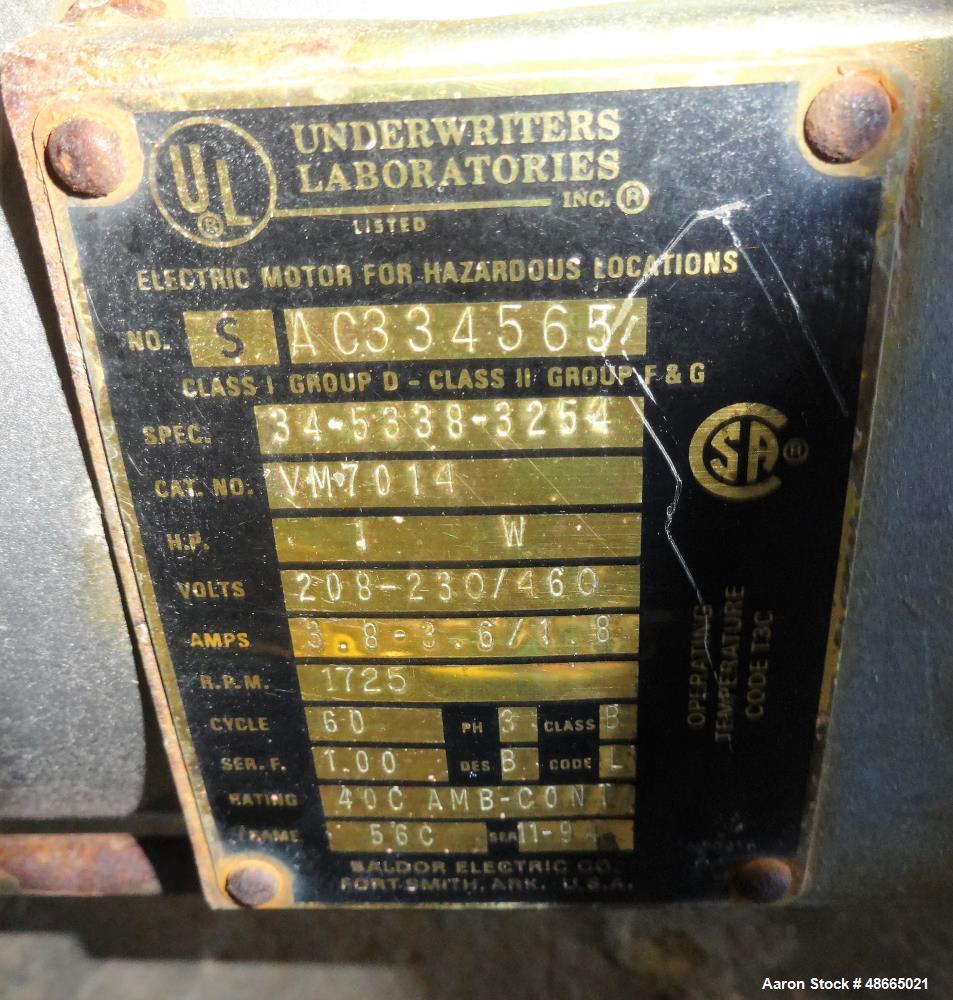 UL®
UNDERWRITERS
LABORATORIES
INC.®
LISTED
ELECTRIC MOTOR FOR HAZARDOUS LOCATIONS
NO. S AC334565
CLASS I GROUP D - CLASS II GROUP F & G
SPEC. 34-5338-3254
CAT. NO. VM7014
SA®
H.P. 1 W
VOLTS 208-230/460
AMPS 3.8-3.6/1.8
R.P.M. 1725
CYCLE 60 PH 3 CLASS B
SER. F. 1.00 DES B CODE L
RATING 40C AMB-CONT
FRAME 56C SER
BALDOR ELECTRIC CO.
FORT SMITH, ARK. U.S.A.
OPERATING
TEMPERATURE
CODE T3C
Aaron Stock # 48665021